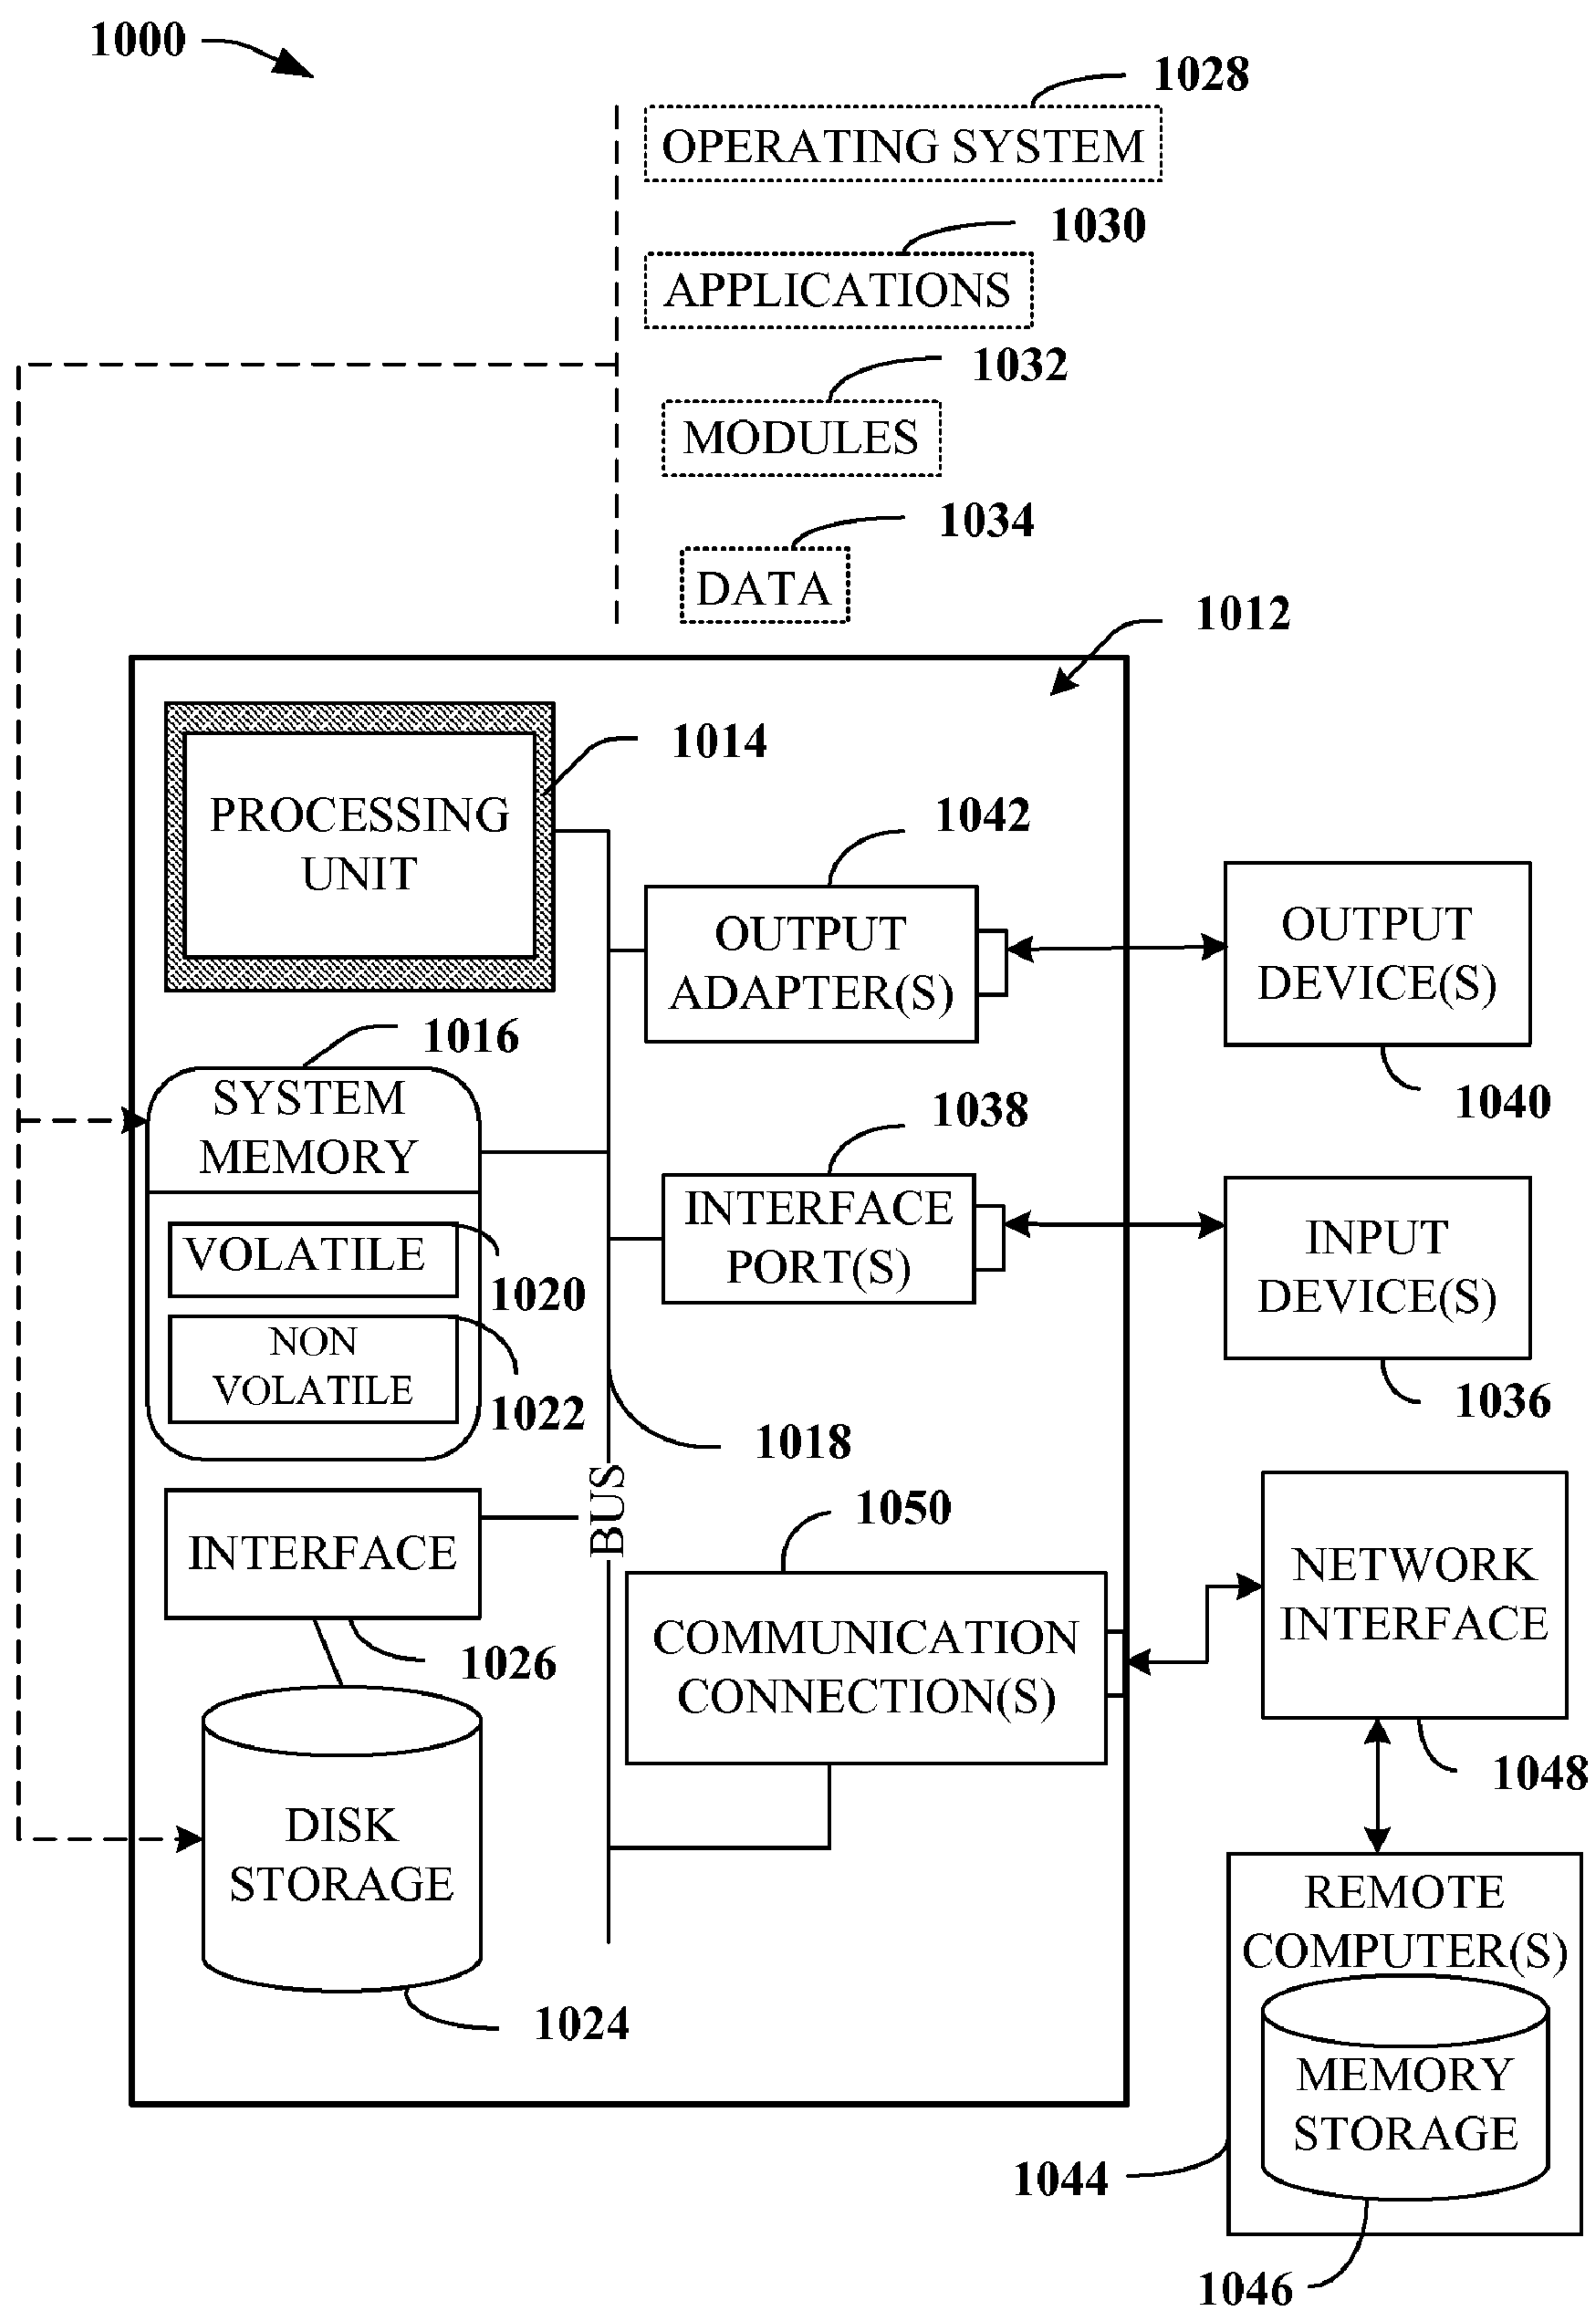 1000
1028
OPERATING SYSTEM
1030
APPLICATIONS
1032
MODULES
1034
DATA
1012
1014
PROCESSING
UNIT
1042
OUTPUT
ADAPTER(S)
OUTPUT
DEVICE(S)
1040
1016
SYSTEM
MEMORY
1038
INTERFACE
PORT(S)
INPUT
DEVICE(S)
1036
VOLATILE
1020
NON
VOLATILE
1022
1018
BUS
INTERFACE
1026
1050
COMMUNICATION
CONNECTION(S)
NETWORK
INTERFACE
1048
DISK
STORAGE
1024
REMOTE
COMPUTER(S)
MEMORY
STORAGE
1044
1046